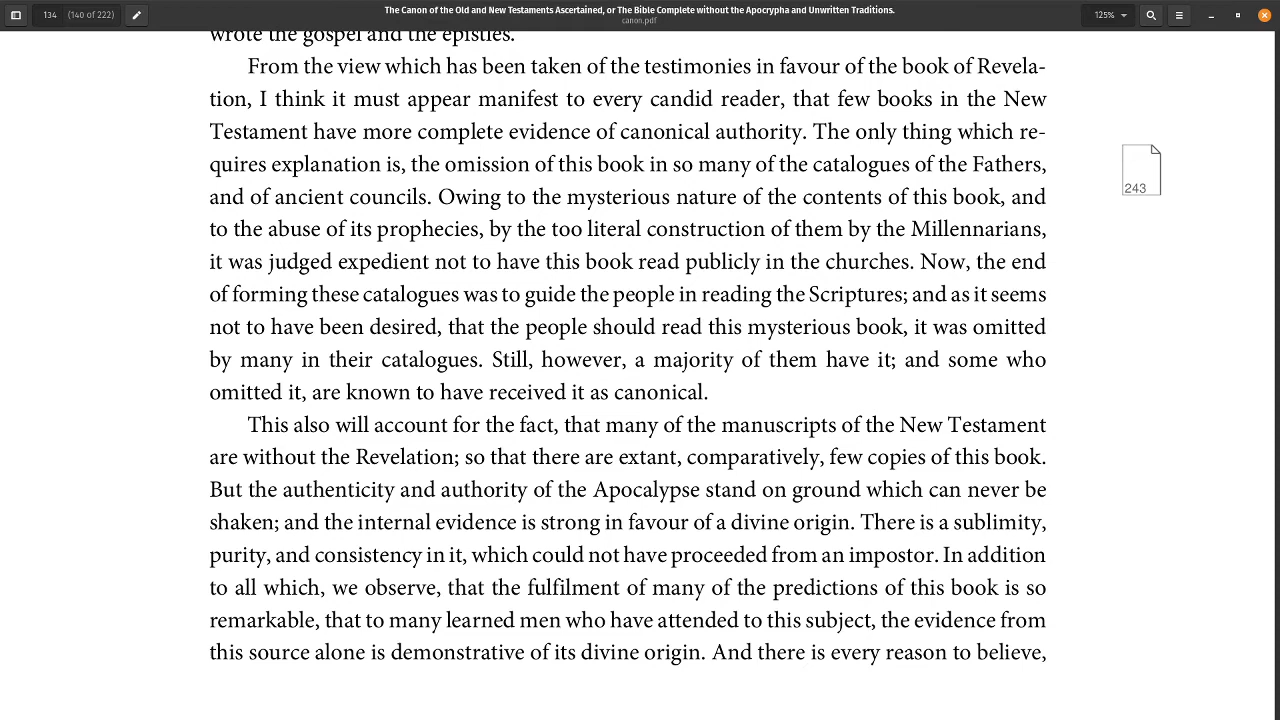 134 (140 of 222)
The Canon of the Old and New Testaments Ascertained, or The Bible Complete without the Apocrypha and Unwritten Traditions.
canon.pdf
125%
wrote the gospel and the epistles.
From the view which has been taken of the testimonies in favour of the book of Revela-
tion, I think it must appear manifest to every candid reader, that few books in the New
Testament have more complete evidence of canonical authority. The only thing which re-
quires explanation is, the omission of this book in so many of the catalogues of the Fathers,
and of ancient councils. Owing to the mysterious nature of the contents of this book, and
to the abuse of its prophecies, by the too literal construction of them by the Millennarians,
it was judged expedient not to have this book read publicly in the churches. Now, the end
of forming these catalogues was to guide the people in reading the Scriptures; and as it seems
not to have been desired, that the people should read this mysterious book, it was omitted
by many in their catalogues. Still, however, a majority of them have it; and some who
omitted it, are known to have received it as canonical.
243
This also will account for the fact, that many of the manuscripts of the New Testament
are without the Revelation; so that there are extant, comparatively, few copies of this book.
But the authenticity and authority of the Apocalypse stand on ground which can never be
shaken; and the internal evidence is strong in favour of a divine origin. There is a sublimity,
purity, and consistency in it, which could not have proceeded from an impostor. In addition
to all which, we observe, that the fulfilment of many of the predictions of this book is so
remarkable, that to many learned men who have attended to this subject, the evidence from
this source alone is demonstrative of its divine origin. And there is every reason to believe,